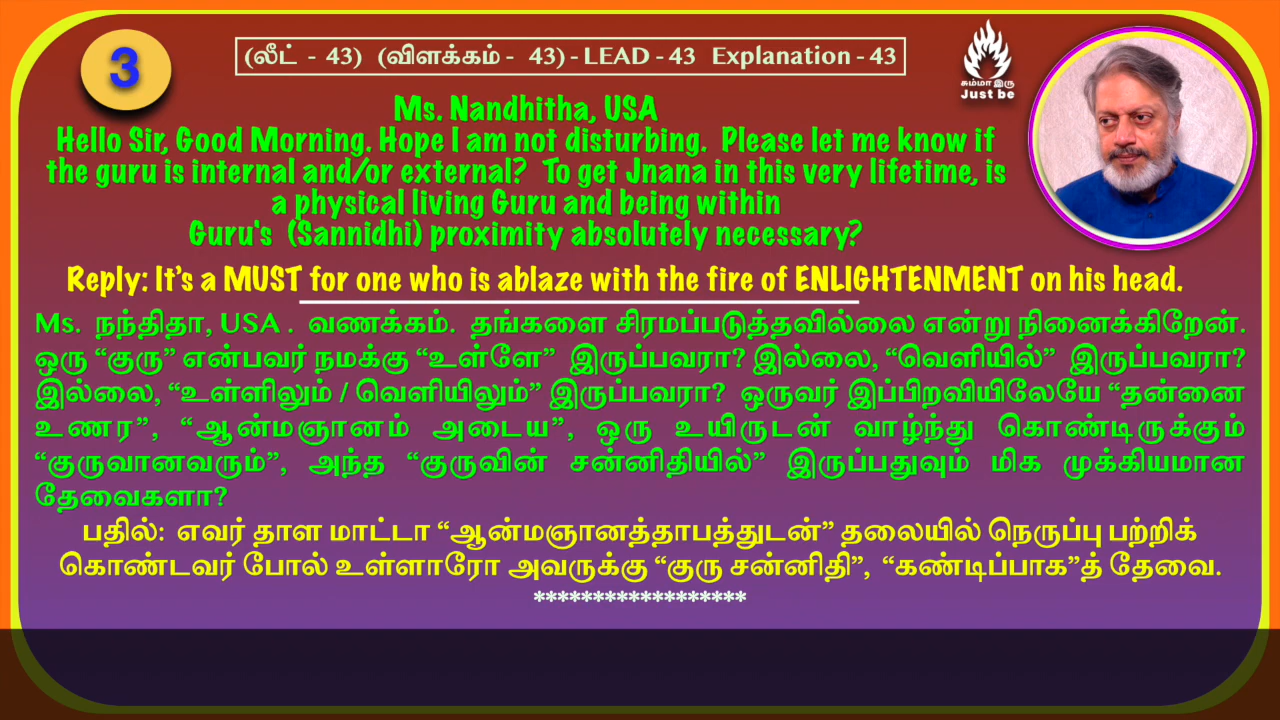 3
(லீட் - 43) (விளக்கம் - 43) - LEAD - 43 Explanation - 43
சும்மா இரு
Just be
Ms. Nandhitha, USA
Hello Sir, Good Morning. Hope I am not disturbing. Please let me know if
the guru is internal and/or external? To get Jnana in this very lifetime, is
a physical living Guru and being within
Guru's (Sannidhi) proximity absolutely necessary?
Reply: It's a MUST for one who is ablaze with the fire of ENLIGHTENMENT on his head.
Ms. நந்திதா, USA . வணக்கம். தங்களை சிரமப்படுத்தவில்லை என்று நினைக்கிறேன்.
ஒரு “குரு” என்பவர் நமக்கு “உள்ளே” இருப்பவரா? இல்லை, “வெளியில்” இருப்பவரா?
இல்லை, “உள்ளிலும் / வெளியிலும்” இருப்பவரா? ஒருவர் இப்பிறவியிலேயே “தன்னை
உணர”, “ஆன்மஞானம் அடைய”, ஒரு உயிருடன் வாழ்ந்து கொண்டிருக்கும்
“குருவானவரும்”, அந்த “குருவின் சன்னிதியில்” இருப்பதுவும் மிக முக்கியமான
தேவைகளா?
பதில்: எவர் தாள மாட்டா “ஆன்மஞானத்தாபத்துடன்” தலையில் நெருப்பு பற்றிக்
கொண்டவர் போல் உள்ளாரோ அவருக்கு “குரு சன்னிதி”, “கண்டிப்பாக”த் தேவை.
******************